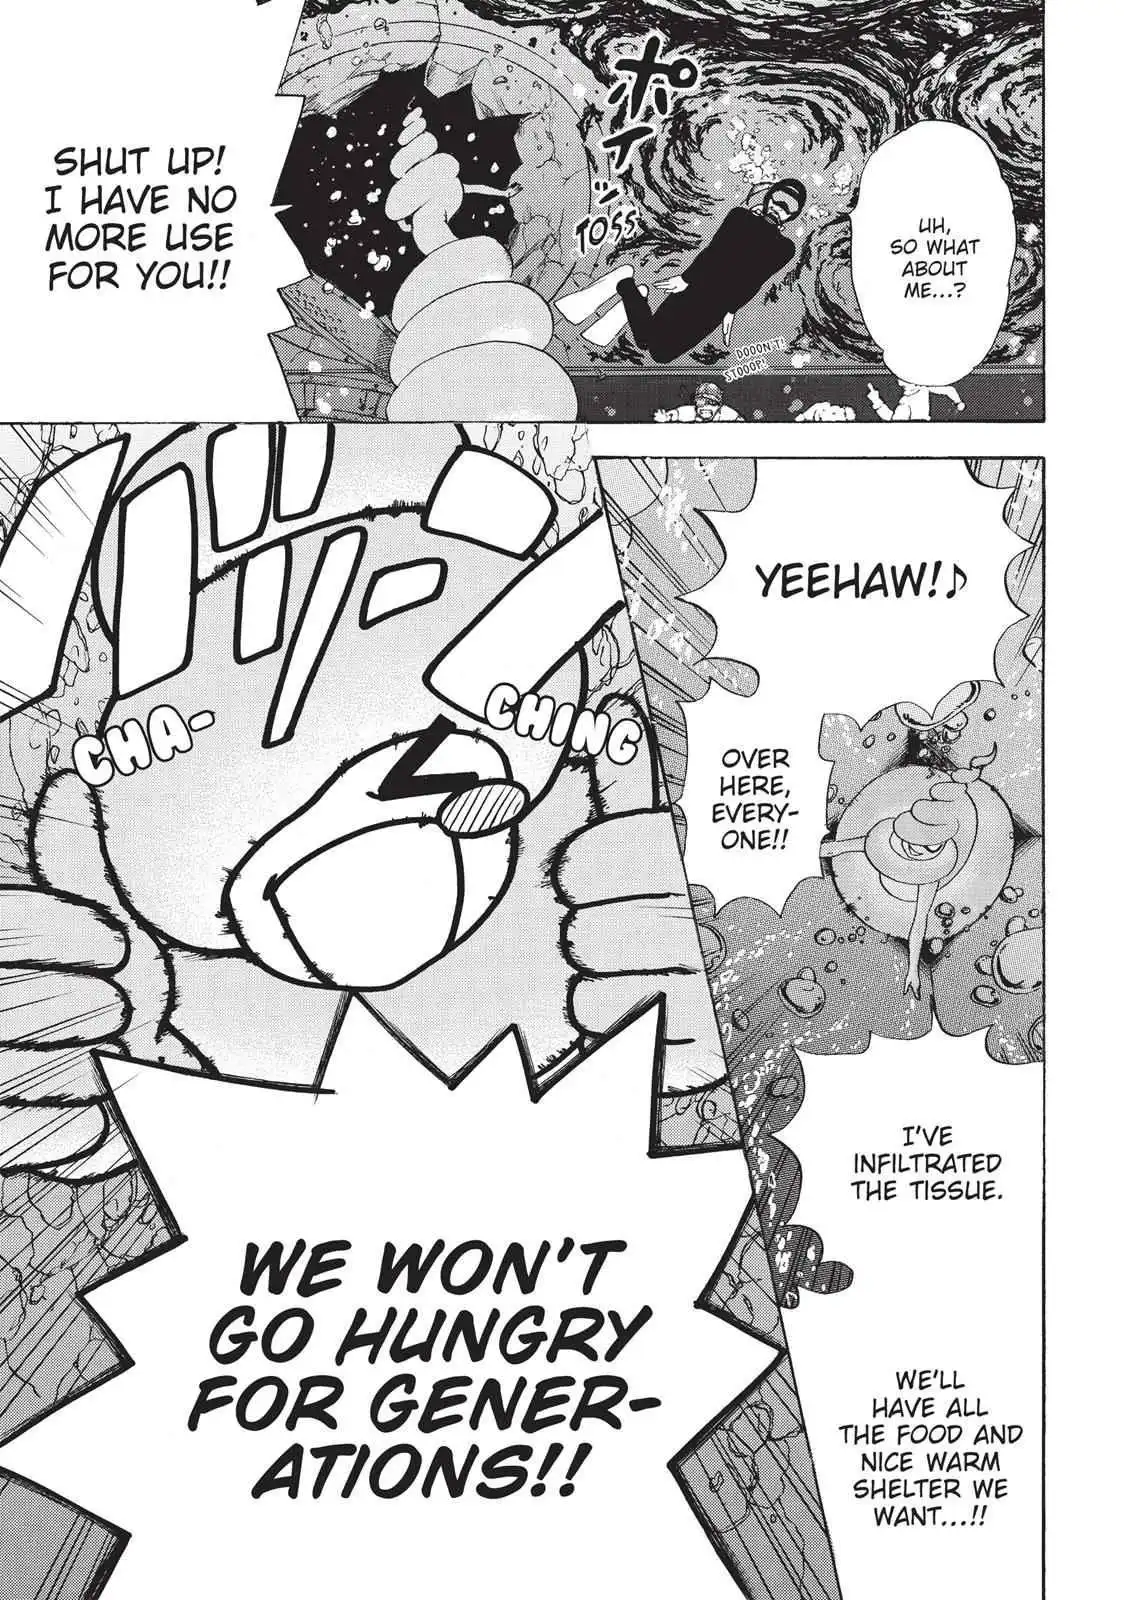 UH,
SO WHAT
ABOUT
ME...?
ポイッ
TOSS
DOOON'T!
STOOOP!
SHUT UP!
I HAVE NO
MORE USE
FOR YOU!!
YEEHAW!♪
OVER
HERE,
EVERY-
ONE!!
I'VE
INFILTRATED
THE TISSUE.
WE'LL
HAVE ALL
THE FOOD AND
NICE WARM
SHELTER WE
WANT...!!
CHA-
CHING
WE WON'T
GO HUNGRY
FOR GENER-
ATIONS!!